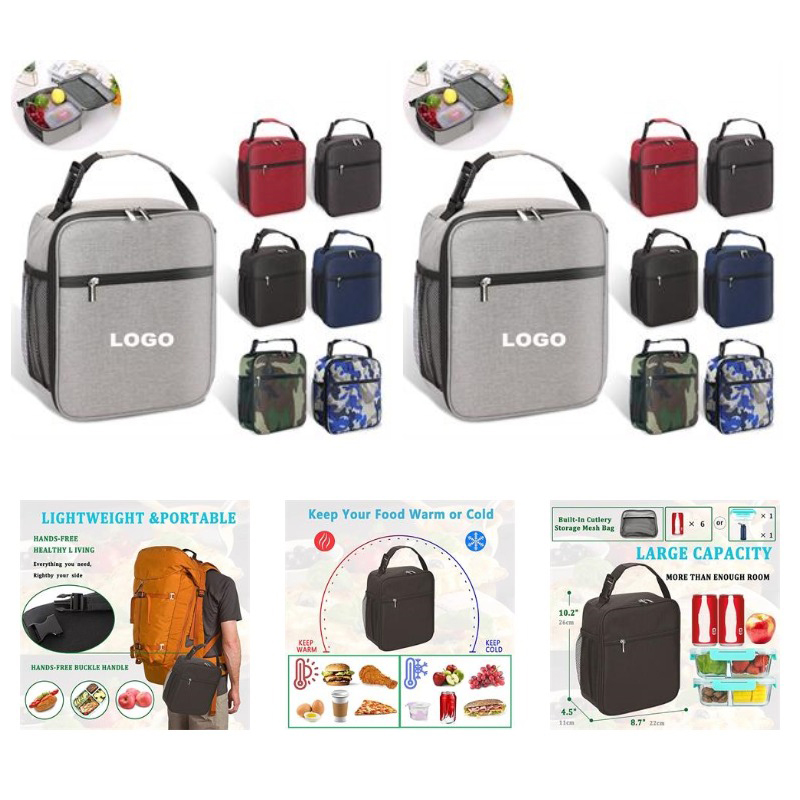 LOGO
LOGO
LIGHTWEIGHT &PORTABLE
HANDS-FREE
HEALTHY L IVING
Everything you need,
Righthy your side
HANDS-FREE BUCKLE HANDLE
Keep Your Food Warm or Cold
KEEP
WARM
KEEP
COLD
Built-In Cutlery
Storage Mesh Bag
× 6
or
× 1
× 1
LARGE CAPACITY
MORE THAN ENOUGH ROOM
10.2"
26cm
4.5"
11cm
8.7" 22cm